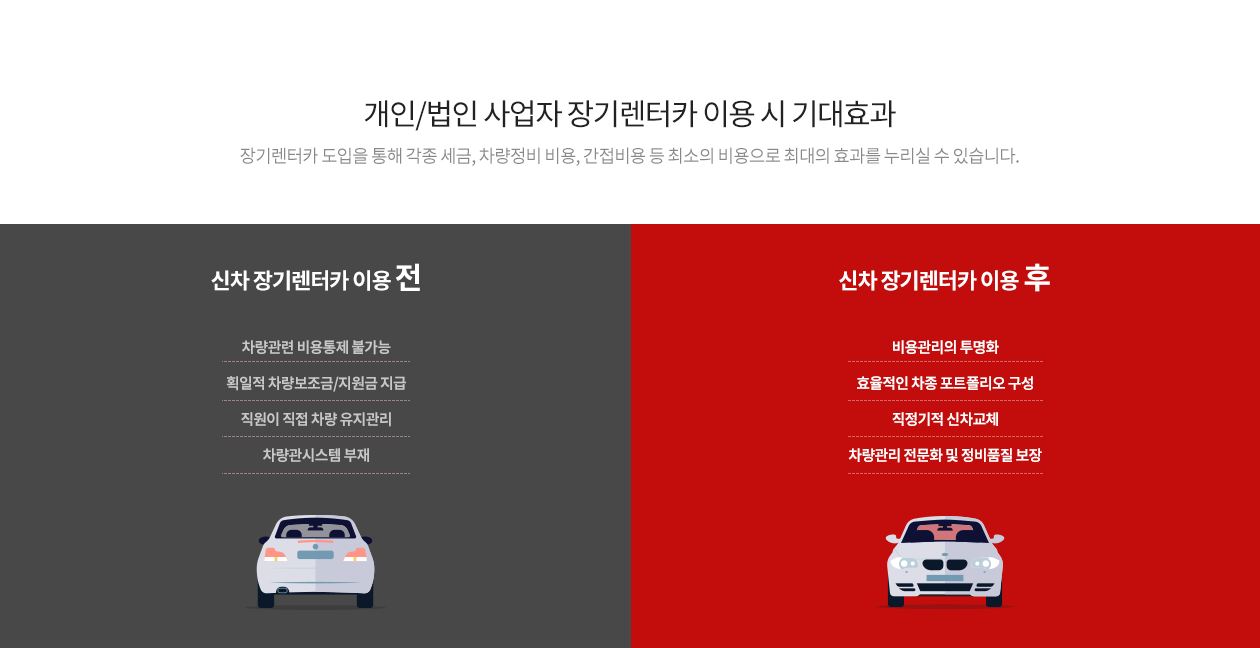 개인/법인 사업자 장기렌터카 이용 시 기대효과
장기렌터카 도입을 통해 각종 세금, 차량정비 비용, 간접비용 등 최소의 비용으로 최대의 효과를 누리실 수 있습니다.
신차 장기렌터카 이용 전
차량관련 비용통제 불가능
획일적 차량보조금/지원금 지급
직원이 직접 차량 유지관리
차량관시스템 부재
신차 장기렌터카 이용 후
비용관리의 투명화
효율적인 차종 포트폴리오 구성
직정기적 신차교체
차량관리 전문화 및 정비품질 보장